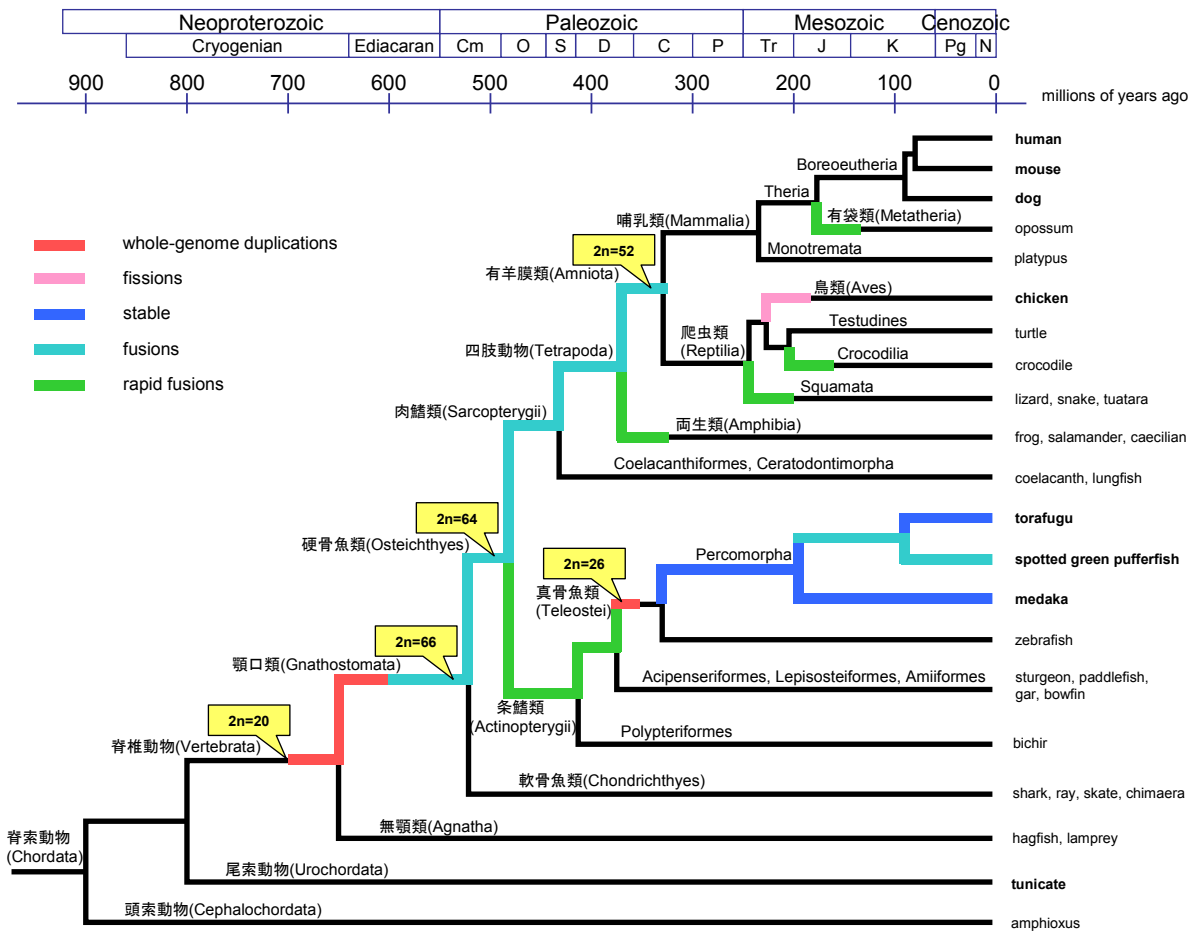 Neoproterozoic Paleozoic Mesozoic Cenozoic
Cryogenian Ediacaran Cm O S D C P Tr J K Pg N
900 800 700 600 500 400 300 200 100 0
millions of years ago
whole-genome duplications
fissions
stable
fusions
rapid fusions
human
Boreoeutheria
mouse
Theria
dog
有袋類(Metatheria)
哺乳類(Mammalia)
opossum
Monotremata
platypus
2n=52
有羊膜類(Amniota)
鳥類(Aves)
chicken
Testudines
turtle
爬虫類
(Reptilia)
四肢動物(Tetrapoda)
Crocodilia
crocodile
Squamata
lizard, snake, tuatara
肉鰭類(Sarcopterygii)
両生類(Amphibia)
frog, salamander, caecilian
Coelacanthiformes, Ceratodontimorpha
coelacanth, lungfish
2n=64
torafugu
硬骨魚類(Osteichthyes)
Percomorpha
spotted green pufferfish
2n=26
真骨魚類
(Teleostei)
medaka
zebrafish
2n=66
顎口類(Gnathostomata)
Acipenseriformes, Lepisosteiformes, Amiiformes
sturgeon, paddlefish,
gar, bowfin
条鰭類
(Actinopterygii)
2n=20
Polypteriformes
bichir
脊椎動物(Vertebrata)
軟骨魚類(Chondrichthyes)
shark, ray, skate, chimaera
無顎類(Agnatha)
hagfish, lamprey
脊索動物
(Chordata)
尾索動物(Urochordata)
tunicate
頭索動物(Cephalochordata)
amphioxus